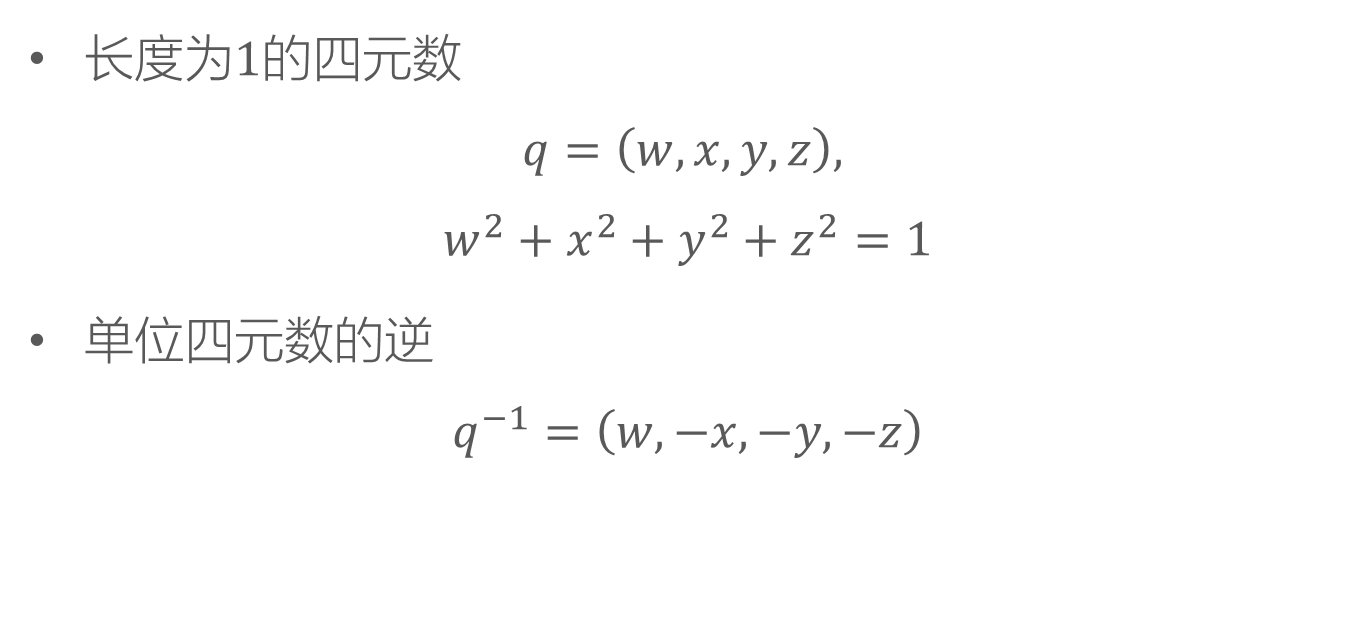 • 长度为1的四元数
q = (w, x, y, z),
w² + x² + y² + z² = 1
• 单位四元数的逆
q⁻¹ = (w, −x, −y, −z)